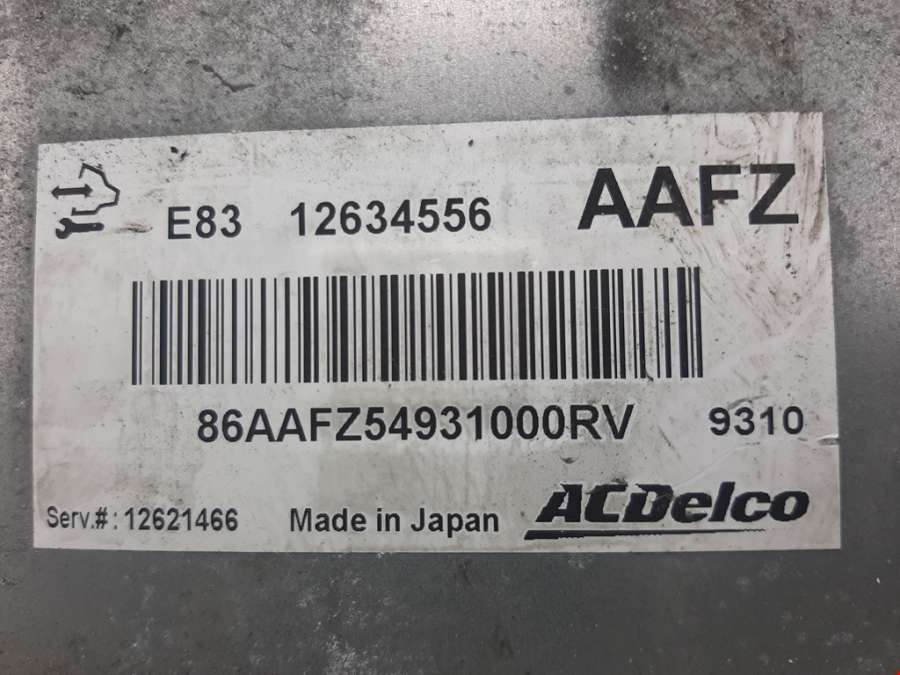 E83 12634556 AAFZ
86AAFZ54931000RV 9310
Serv.#: 12621466 Made in Japan ACDelco